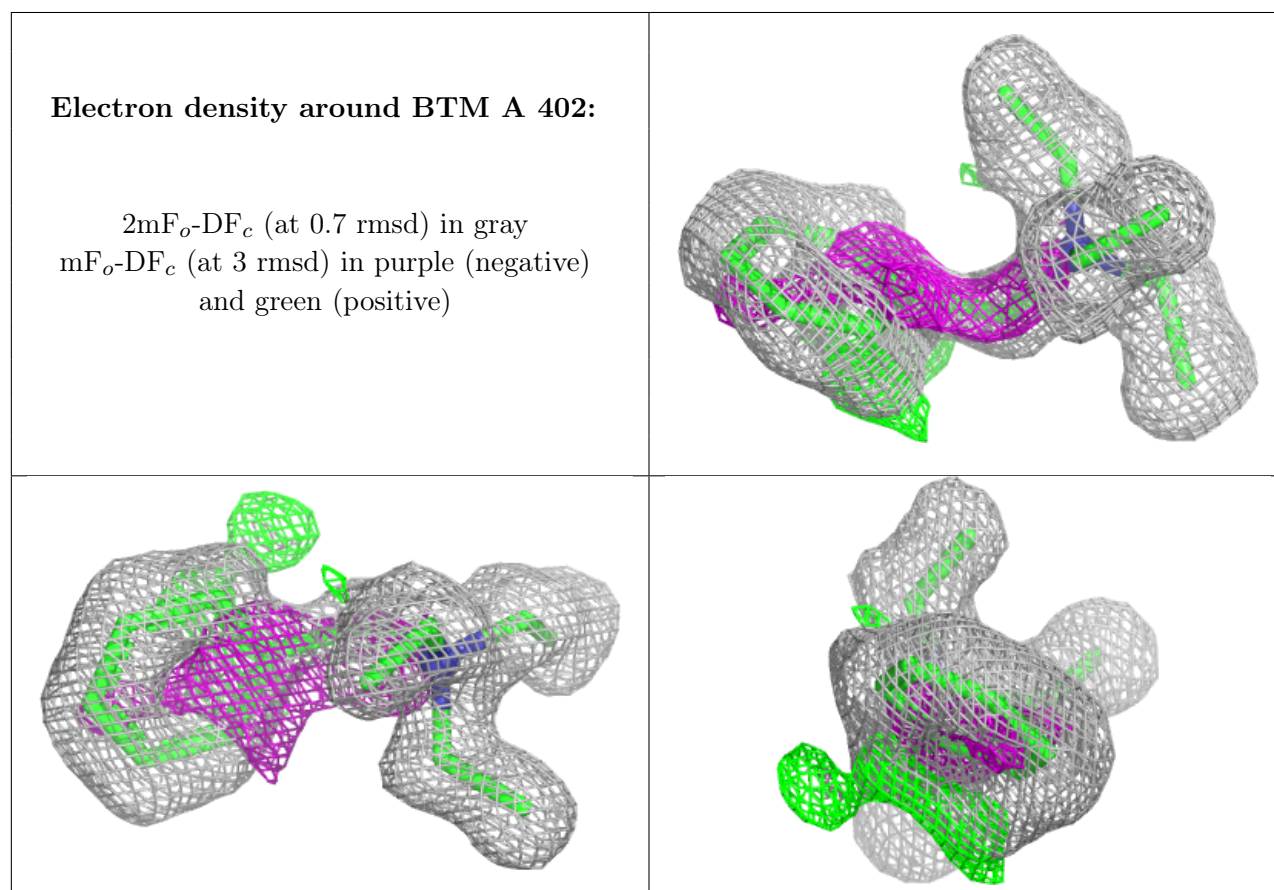 Electron density around BTM A 402:
2mFo-DFc (at 0.7 rmsd) in gray
mFo-DFc (at 3 rmsd) in purple (negative)
and green (positive)